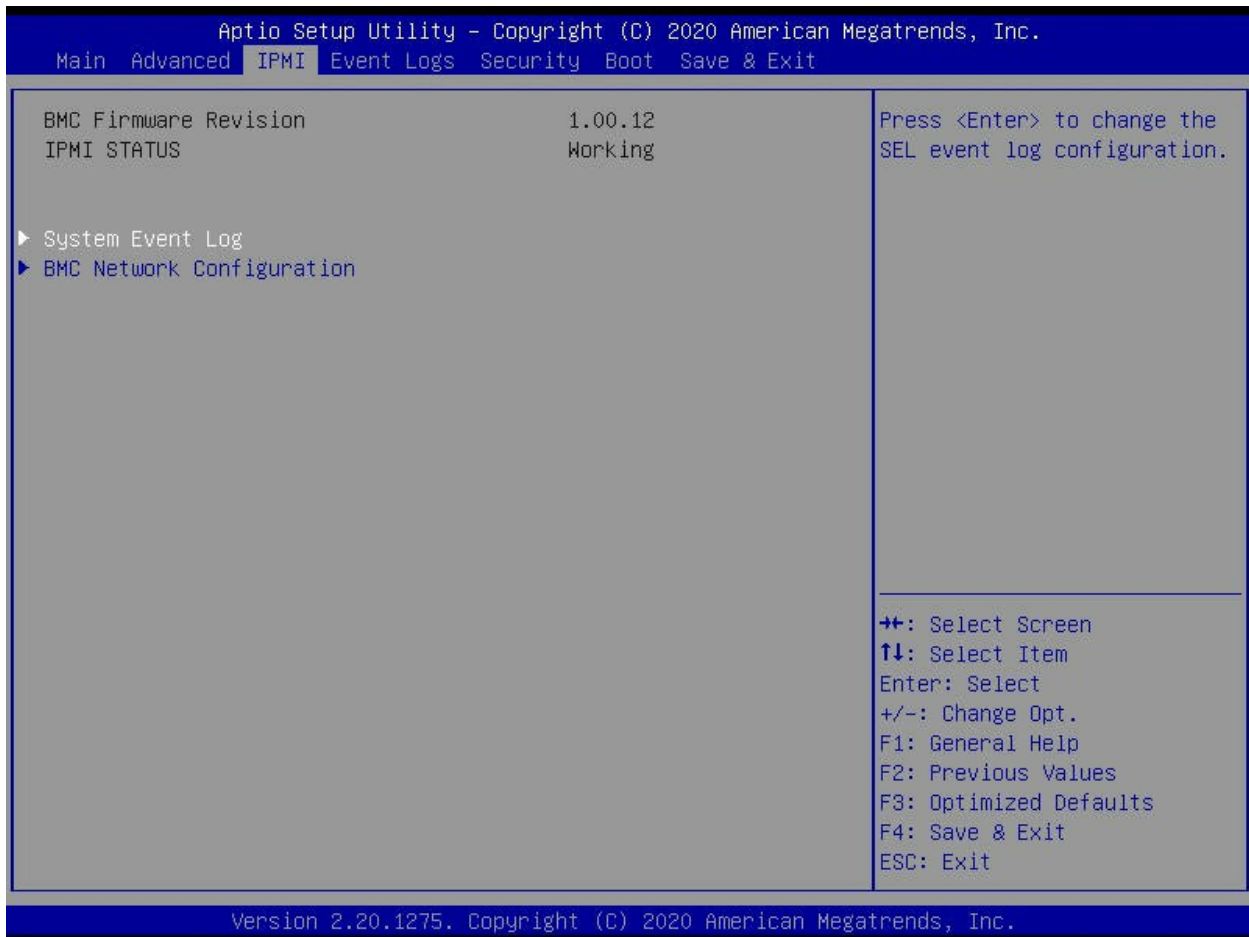 Aptio Setup Utility – Copyright (C) 2020 American Megatrends, Inc.
Main Advanced IPMI Event Logs Security Boot Save & Exit
BMC Firmware Revision 1.00.12
IPMI STATUS Working
System Event Log
BMC Network Configuration
Press <Enter> to change the
SEL event log configuration.
→←: Select Screen
↑↓: Select Item
Enter: Select
+/-: Change Opt.
F1: General Help
F2: Previous Values
F3: Optimized Defaults
F4: Save & Exit
ESC: Exit
Version 2.20.1275. Copyright (C) 2020 American Megatrends, Inc.